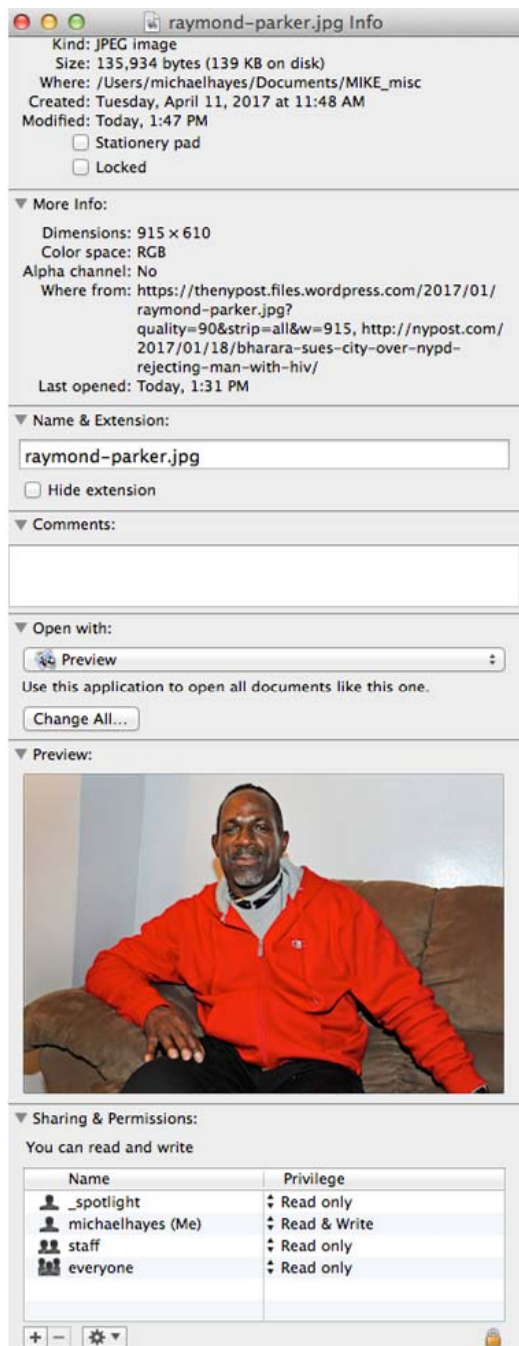 raymond-parker.jpg Info
Kind: JPEG image
Size: 135,934 bytes (139 KB on disk)
Where: /Users/michaelhayes/Documents/MIKE_misc
Created: Tuesday, April 11, 2017 at 11:48 AM
Modified: Today, 1:47 PM
Stationery pad
Locked
More Info:
Dimensions: 915 × 610
Color space: RGB
Alpha channel: No
Where from: https://thenypost.files.wordpress.com/2017/01/
raymond-parker.jpg?
quality=90&strip=all&w=915, http://nypost.com/
2017/01/18/bharara-sues-city-over-nypd-
rejecting-man-with-hiv/
Last opened: Today, 1:31 PM
Name & Extension:
raymond-parker.jpg
Hide extension
Comments:
Open with:
Preview
Use this application to open all documents like this one.
Change All...
Preview:
Sharing & Permissions:
You can read and write
Name Privilege
_spotlight Read only
michaelhayes (Me) Read & Write
staff Read only
everyone Read only